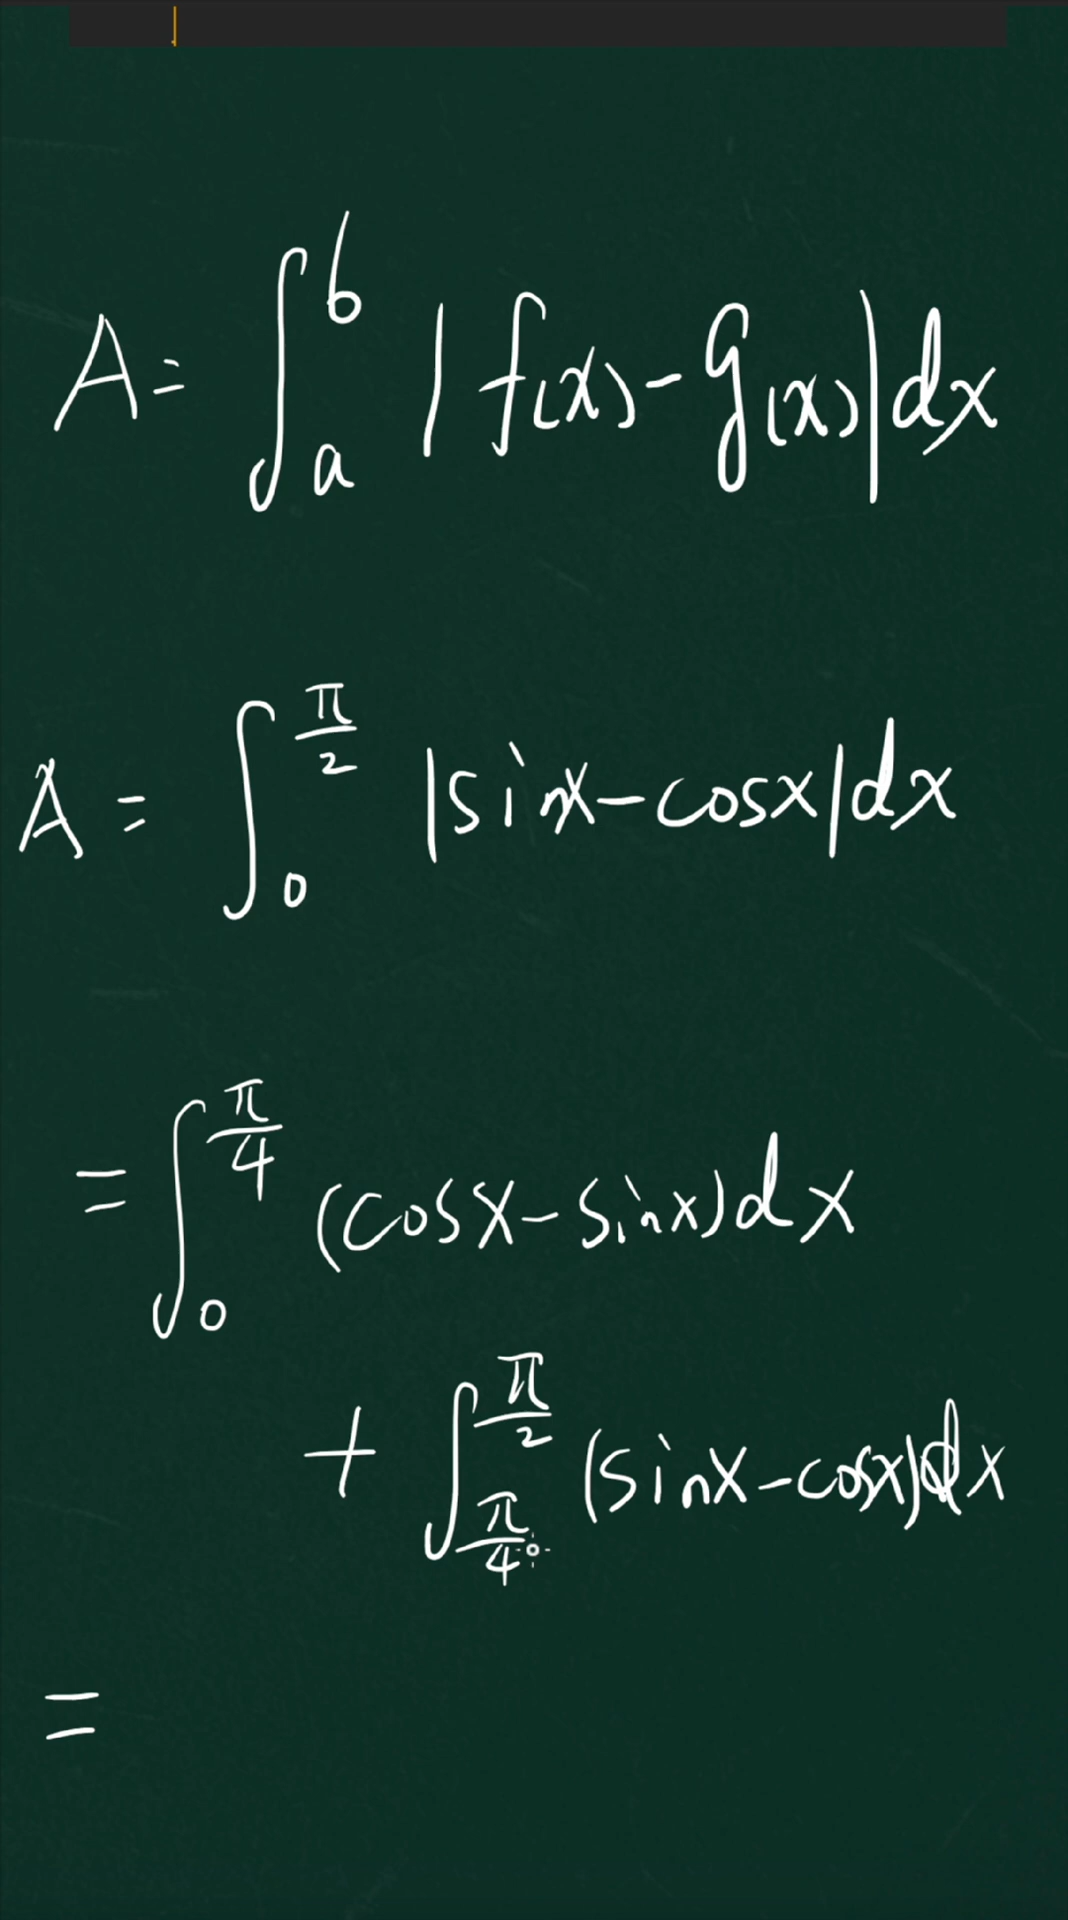 A = ∫_a^b |f(x) - g(x)| dx
A = ∫_0^{π/2} |sinx - cosx| dx
= ∫_0^{π/4} (cosx - sinx) dx
+ ∫_{π/4}^{π/2} (sinx - cosx) dx
=